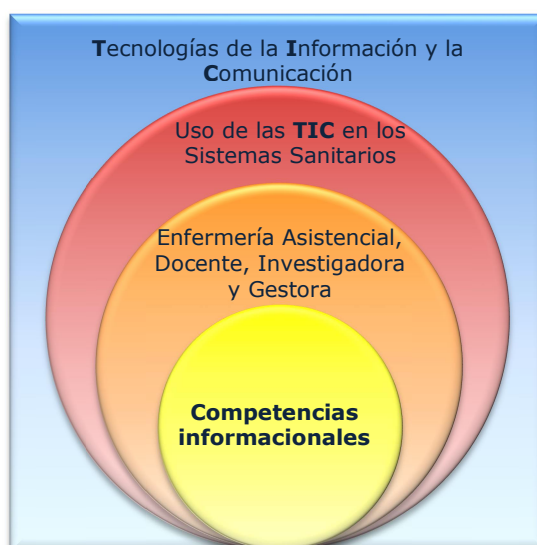 Tecnologías de la Información y la
Comunicación
Uso de las TIC en los
Sistemas Sanitarios
Enfermería Asistencial,
Docente, Investigadora
y Gestora
Competencias
informacionales